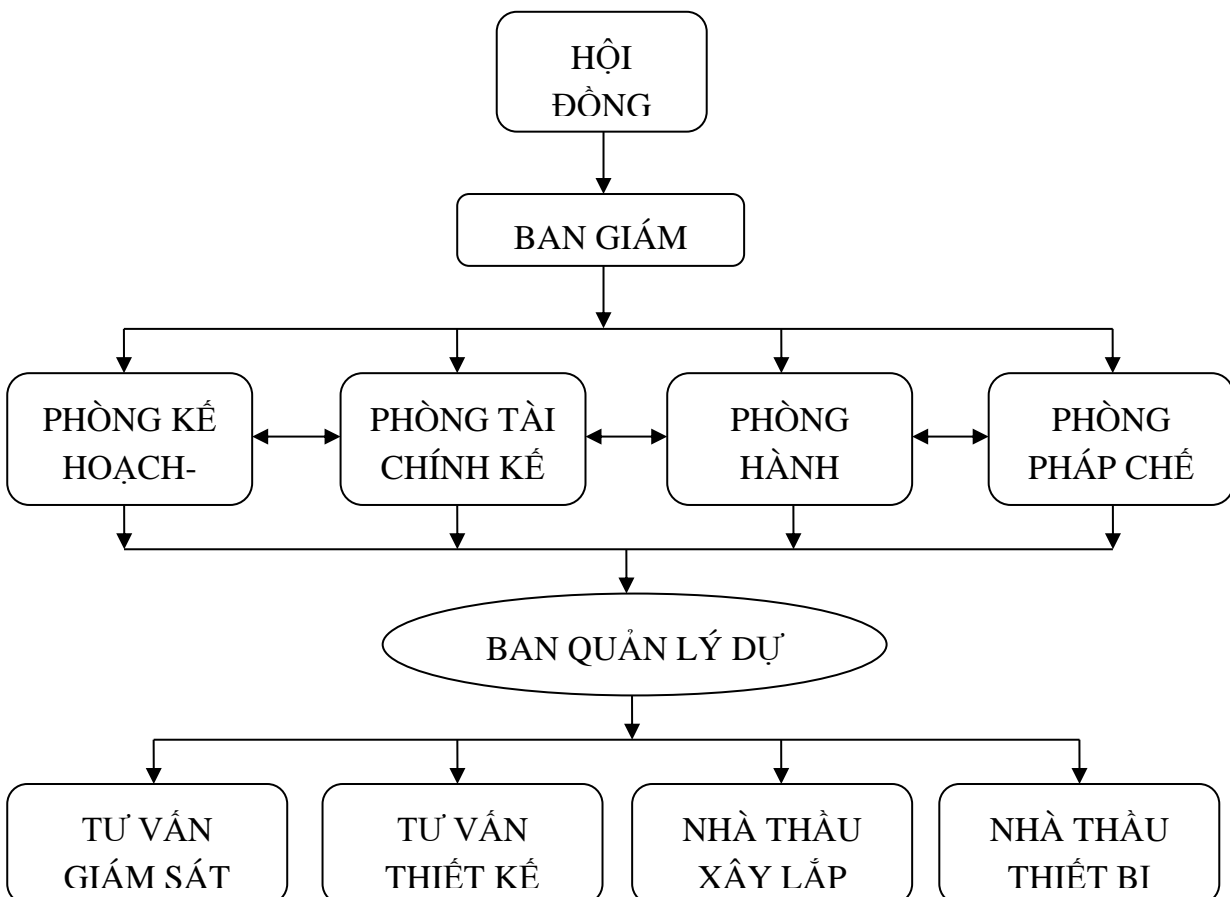 HỘI
ĐỒNG
BAN GIÁM
PHÒNG KẾ
HOẠCH-
PHÒNG TÀI
CHÍNH KẾ
PHÒNG
HÀNH
PHÒNG
PHÁP CHẾ
BAN QUẢN LÝ DỰ
TƯ VẤN
GIÁM SÁT
TƯ VẤN
THIẾT KẾ
NHÀ THẦU
XÂY LẮP
NHÀ THẦU
THIẾT BỊ